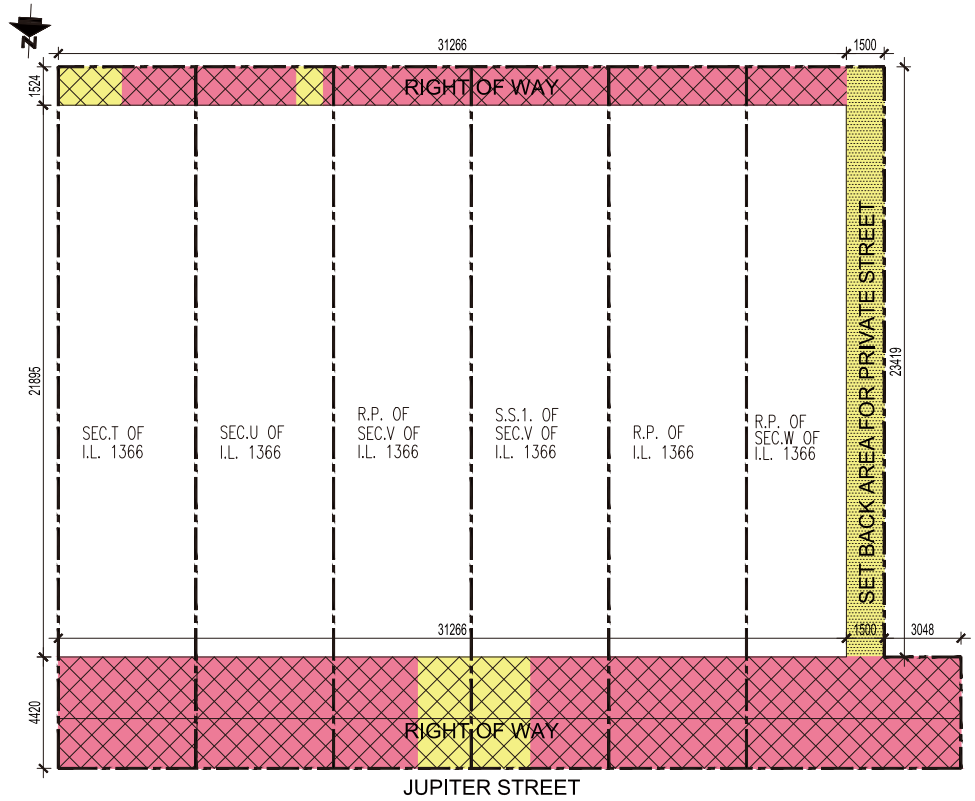 N
31266
1500
1524
RIGHT OF WAY
21895
23419
SET BACK AREA FOR PRIVATE STREET
SEC.T OF
I.L. 1366
SEC.U OF
I.L. 1366
R.P. OF
SEC.V OF
I.L. 1366
S.S.1. OF
SEC.V OF
I.L. 1366
R.P. OF
I.L. 1366
R.P. OF
SEC.W OF
I.L. 1366
31266
1500
3048
4420
RIGHT OF WAY
JUPITER STREET